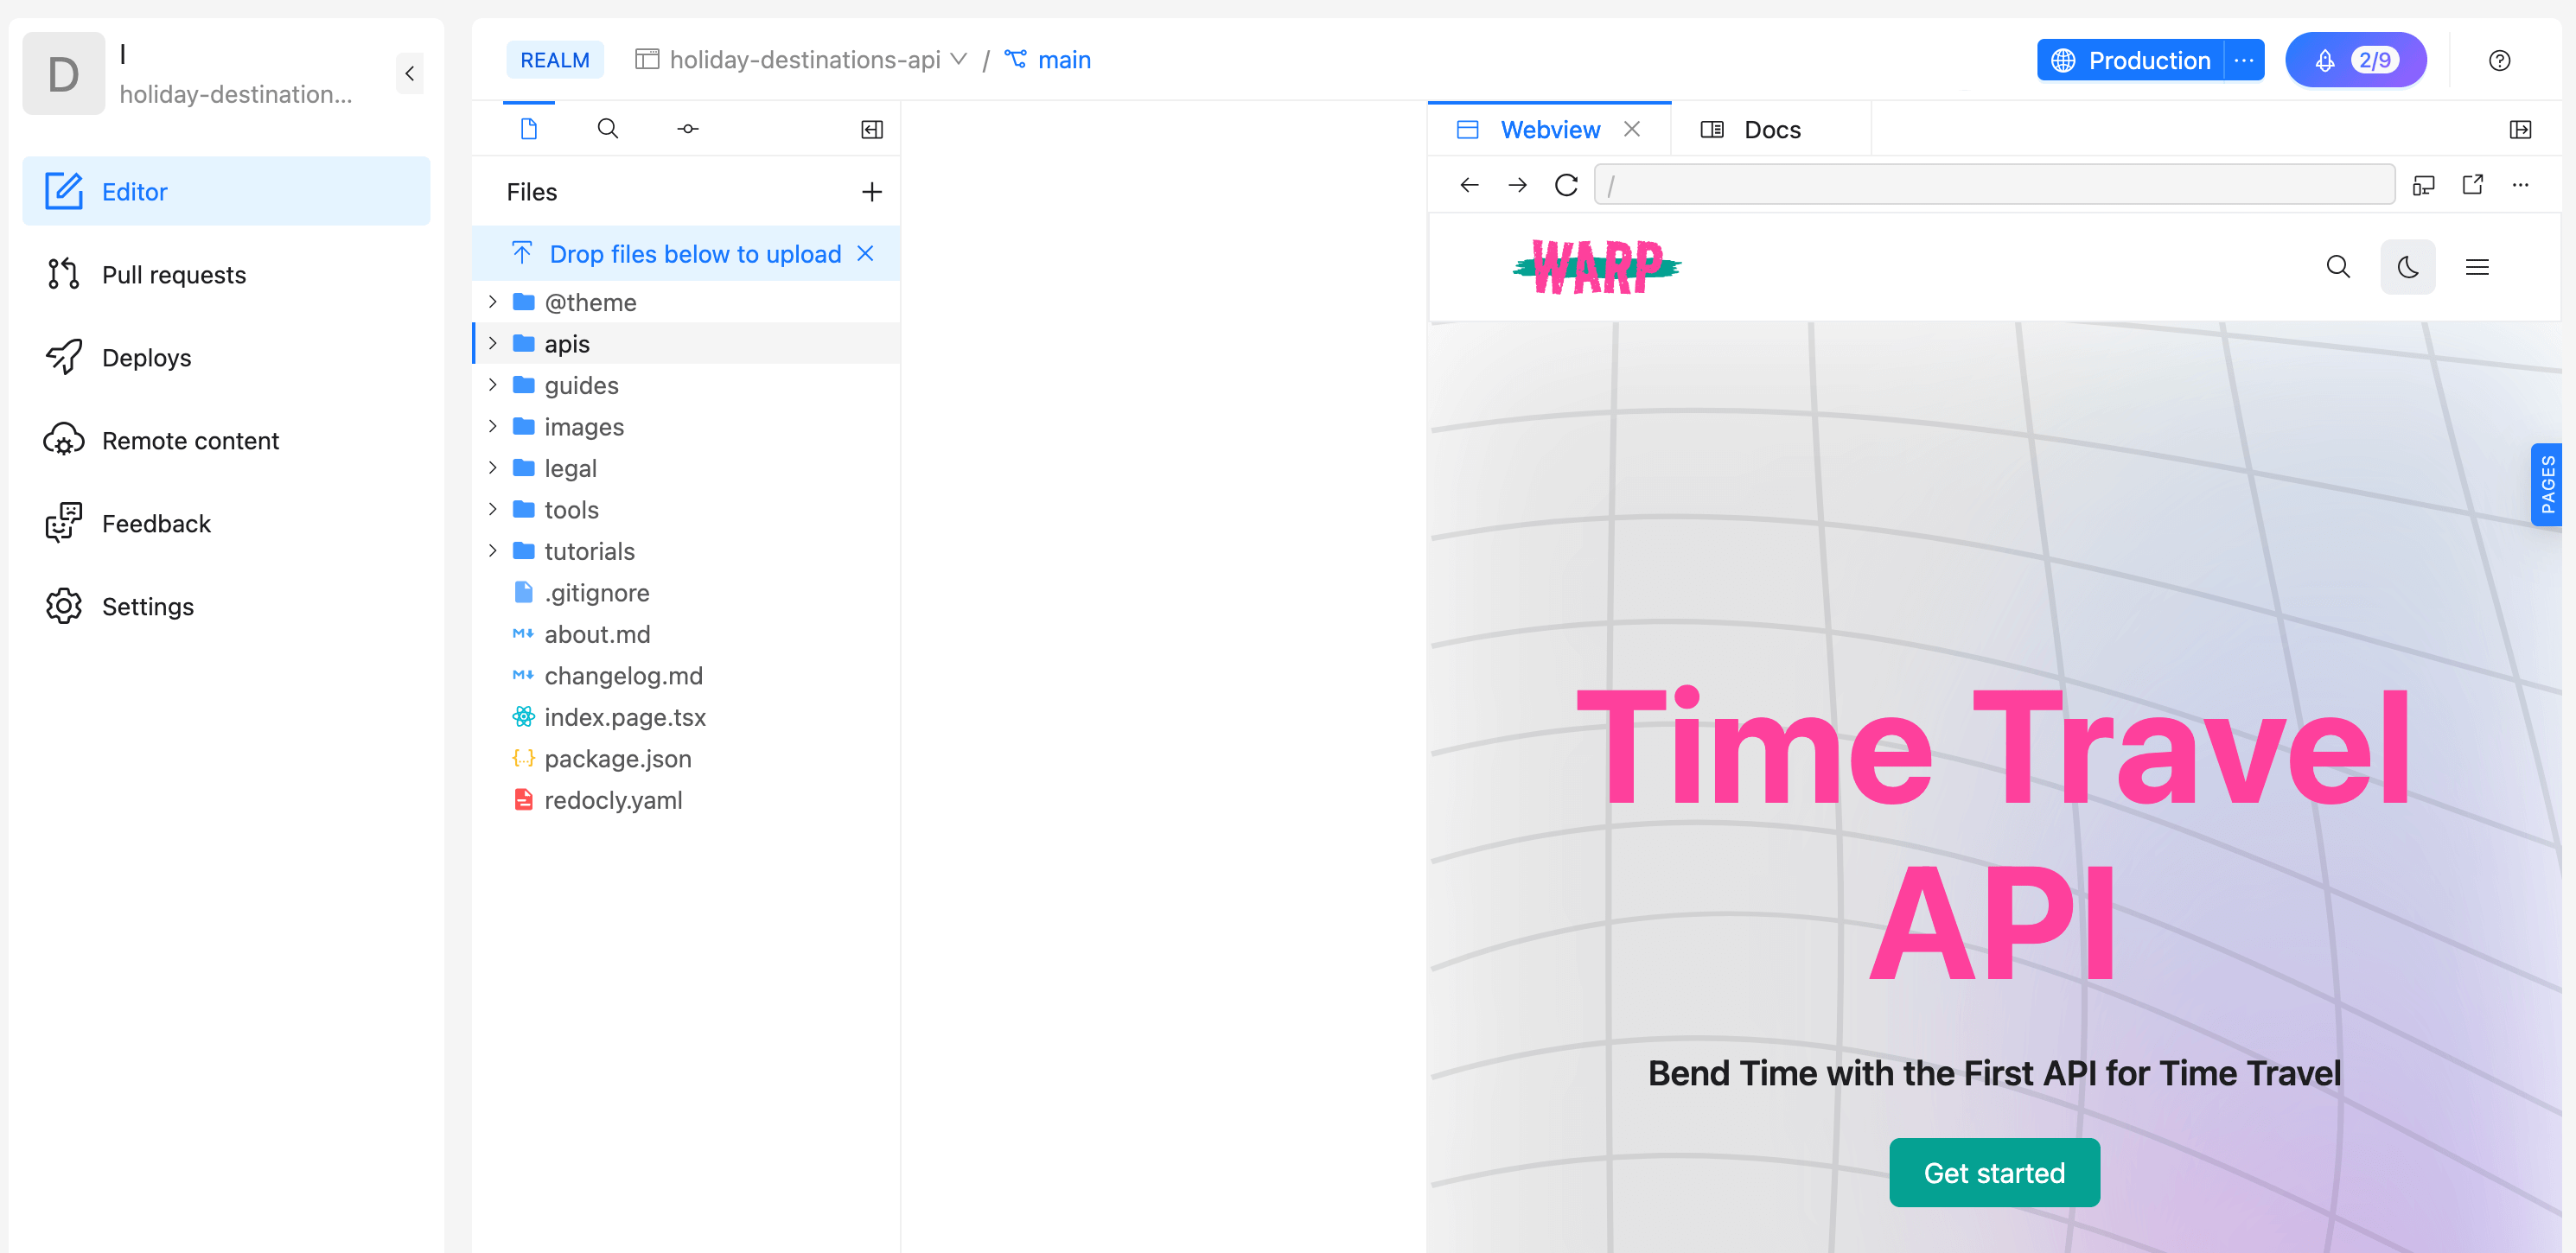 D
l
holiday-destination...
Editor
Pull requests
Deploys
Remote content
Feedback
Settings
REALM holiday-destinations-api / main
Production ··· 2/9
Files
Drop files below to upload
@theme
apis
guides
images
legal
tools
tutorials
.gitignore
about.md
changelog.md
index.page.tsx
package.json
redocly.yaml
Webview Docs
/
WARP
PAGES
Time Travel
API
Bend Time with the First API for Time Travel
Get started